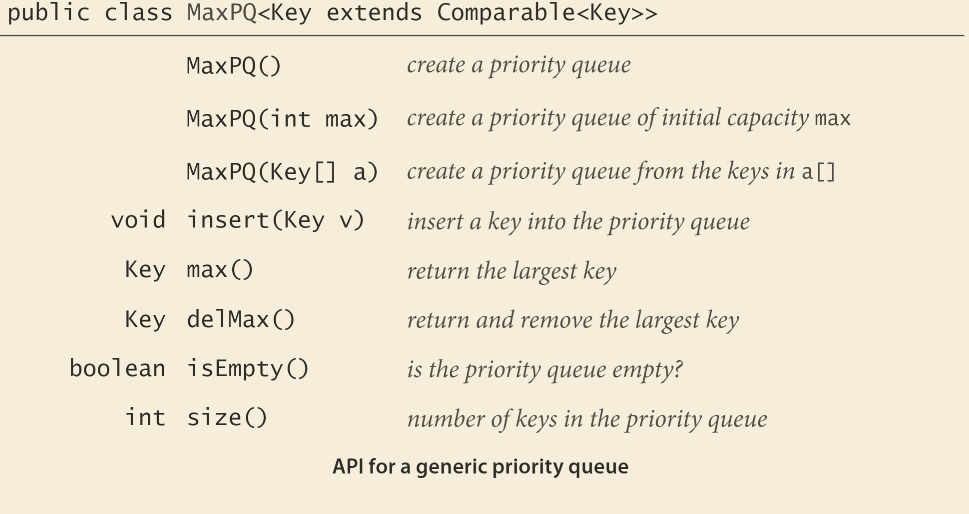 public class MaxPQ<Key extends Comparable<Key>>
MaxPQ() create a priority queue
MaxPQ(int max) create a priority queue of initial capacity max
MaxPQ(Key[] a) create a priority queue from the keys in a[]
void insert(Key v) insert a key into the priority queue
Key max() return the largest key
Key delMax() return and remove the largest key
boolean isEmpty() is the priority queue empty?
int size() number of keys in the priority queue
API for a generic priority queue